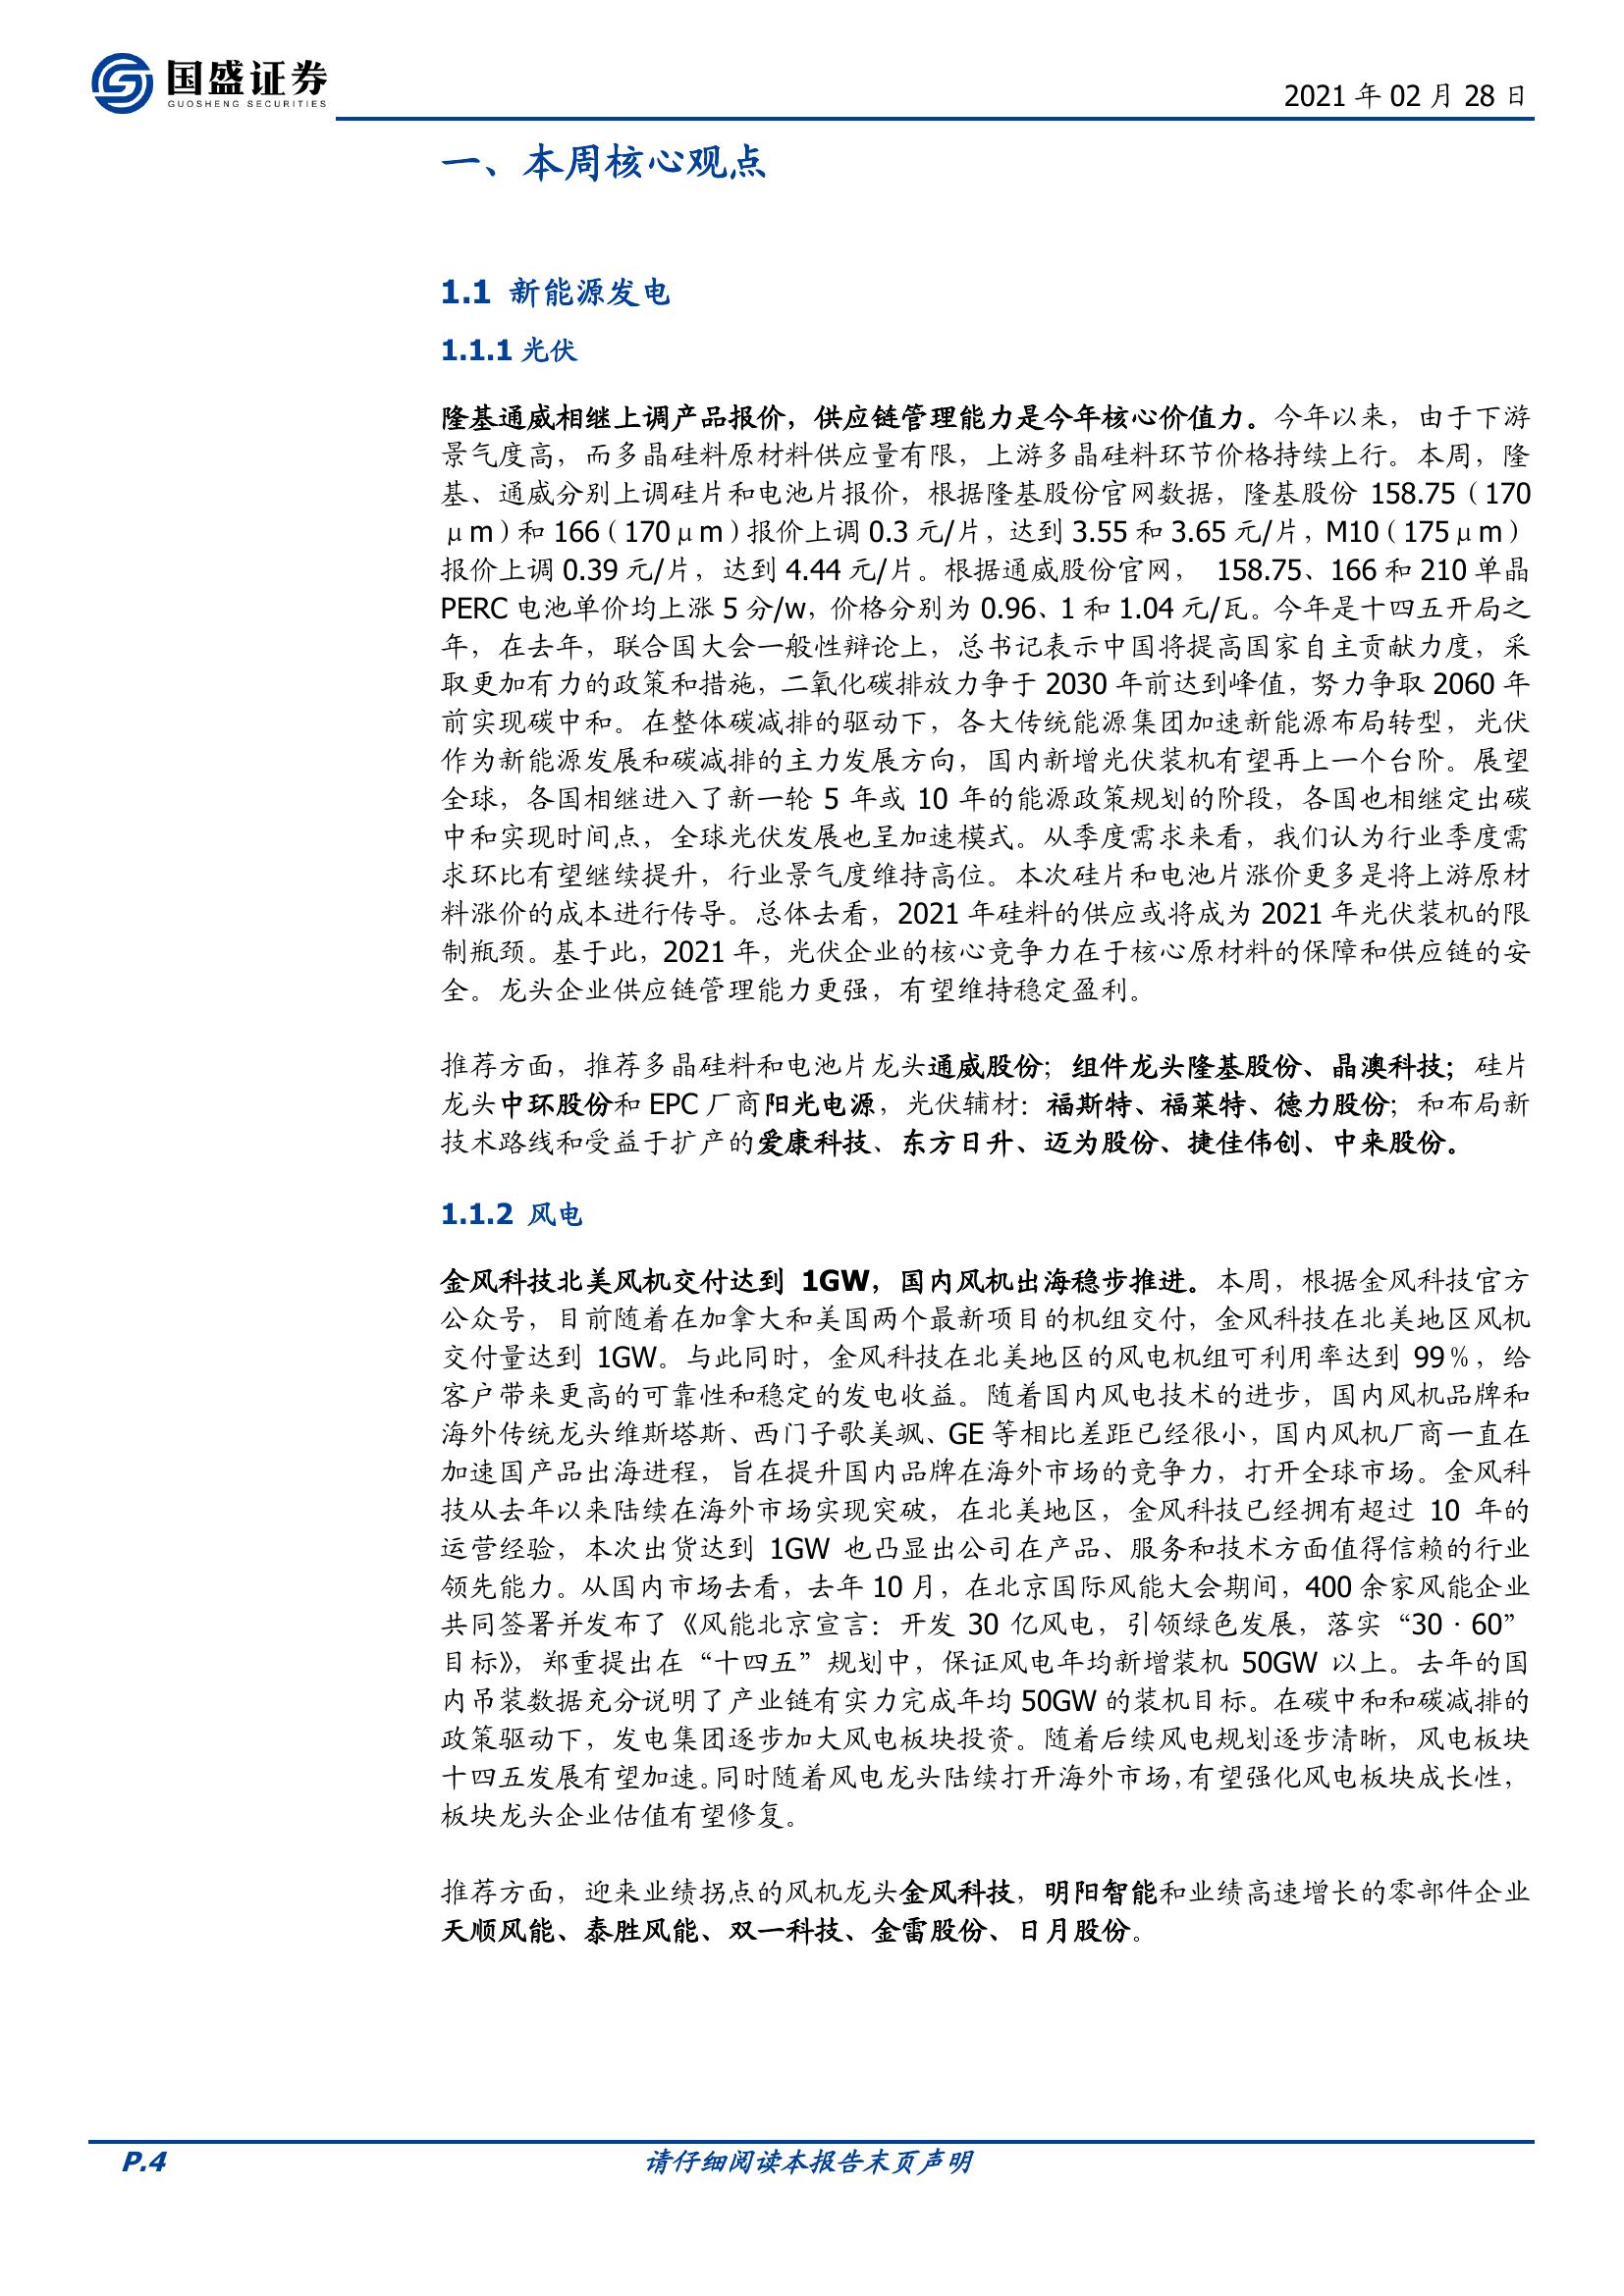 国盛证券
GUOSHENG SECURITIES
2021 年 02 月 28 日
一、本周核心观点
1.1 新能源发电
1.1.1 光伏
隆基通威相继上调产品报价，供应链管理能力是今年核心价值力。今年以来，由于下游
景气度高，而多晶硅料原材料供应量有限，上游多晶硅料环节价格持续上行。本周，隆
基、通威分别上调硅片和电池片报价，根据隆基股份官网数据，隆基股份 158.75（170
μm）和 166（170μm）报价上调 0.3 元/片，达到 3.55 和 3.65 元/片，M10（175μm）
报价上调 0.39 元/片，达到 4.44 元/片。根据通威股份官网， 158.75、166 和 210 单晶
PERC 电池单价均上涨 5 分/w，价格分别为 0.96、1 和 1.04 元/瓦。今年是十四五开局之
年，在去年，联合国大会一般性辩论上，总书记表示中国将提高国家自主贡献力度，采
取更加有力的政策和措施，二氧化碳排放力争于 2030 年前达到峰值，努力争取 2060 年
前实现碳中和。在整体碳减排的驱动下，各大传统能源集团加速新能源布局转型，光伏
作为新能源发展和碳减排的主力发展方向，国内新增光伏装机有望再上一个台阶。展望
全球，各国相继进入了新一轮 5 年或 10 年的能源政策规划的阶段，各国也相继定出碳
中和实现时间点，全球光伏发展也呈加速模式。从季度需求来看，我们认为行业季度需
求环比有望继续提升，行业景气度维持高位。本次硅片和电池片涨价更多是将上游原材
料涨价的成本进行传导。总体去看，2021 年硅料的供应或将成为 2021 年光伏装机的限
制瓶颈。基于此，2021 年，光伏企业的核心竞争力在于核心原材料的保障和供应链的安
全。龙头企业供应链管理能力更强，有望维持稳定盈利。
推荐方面，推荐多晶硅料和电池片龙头通威股份；组件龙头隆基股份、晶澳科技；硅片
龙头中环股份和 EPC 厂商阳光电源，光伏辅材：福斯特、福莱特、德力股份；和布局新
技术路线和受益于扩产的爱康科技、东方日升、迈为股份、捷佳伟创、中来股份。
1.1.2 风电
金风科技北美风机交付达到 1GW，国内风机出海稳步推进。本周，根据金风科技官方
公众号，目前随着在加拿大和美国两个最新项目的机组交付，金风科技在北美地区风机
交付量达到 1GW。与此同时，金风科技在北美地区的风电机组可利用率达到 99%，给
客户带来更高的可靠性和稳定的发电收益。随着国内风电技术的进步，国内风机品牌和
海外传统龙头维斯塔斯、西门子歌美飒、GE 等相比差距已经很小，国内风机厂商一直在
加速国产品出海进程，旨在提升国内品牌在海外市场的竞争力，打开全球市场。金风科
技从去年以来陆续在海外市场实现突破，在北美地区，金风科技已经拥有超过 10 年的
运营经验，本次出货达到 1GW 也凸显出公司在产品、服务和技术方面值得信赖的行业
领先能力。从国内市场去看，去年 10 月，在北京国际风能大会期间，400 余家风能企业
共同签署并发布了《风能北京宣言：开发 30 亿风电，引领绿色发展，落实“30·60”
目标》，郑重提出在“十四五”规划中，保证风电年均新增装机 50GW 以上。去年的国
内吊装数据充分说明了产业链有实力完成年均 50GW 的装机目标。在碳中和和碳减排的
政策驱动下，发电集团逐步加大风电板块投资。随着后续风电规划逐步清晰，风电板块
十四五发展有望加速。同时随着风电龙头陆续打开海外市场，有望强化风电板块成长性，
板块龙头企业估值有望修复。
推荐方面，迎来业绩拐点的风机龙头金风科技，明阳智能和业绩高速增长的零部件企业
天顺风能、泰胜风能、双一科技、金雷股份、日月股份。
P.4
请仔细阅读本报告末页声明